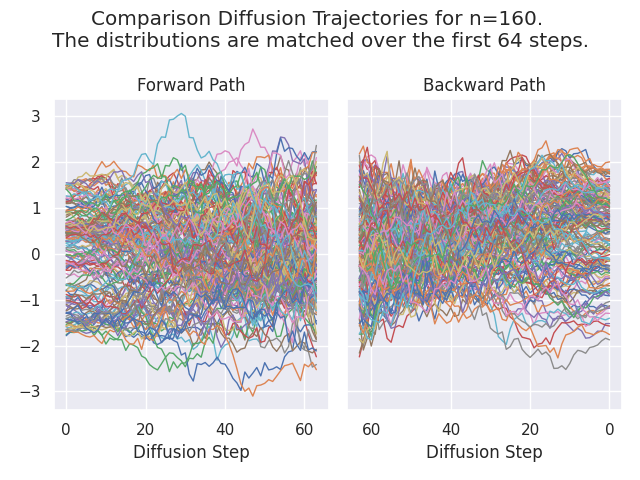 Comparison Diffusion Trajectories for n=160.
The distributions are matched over the first 64 steps.
Forward Path
Backward Path
3
2
1
0
−1
−2
−3
0 20 40 60
60 40 20 0
Diffusion Step
Diffusion Step